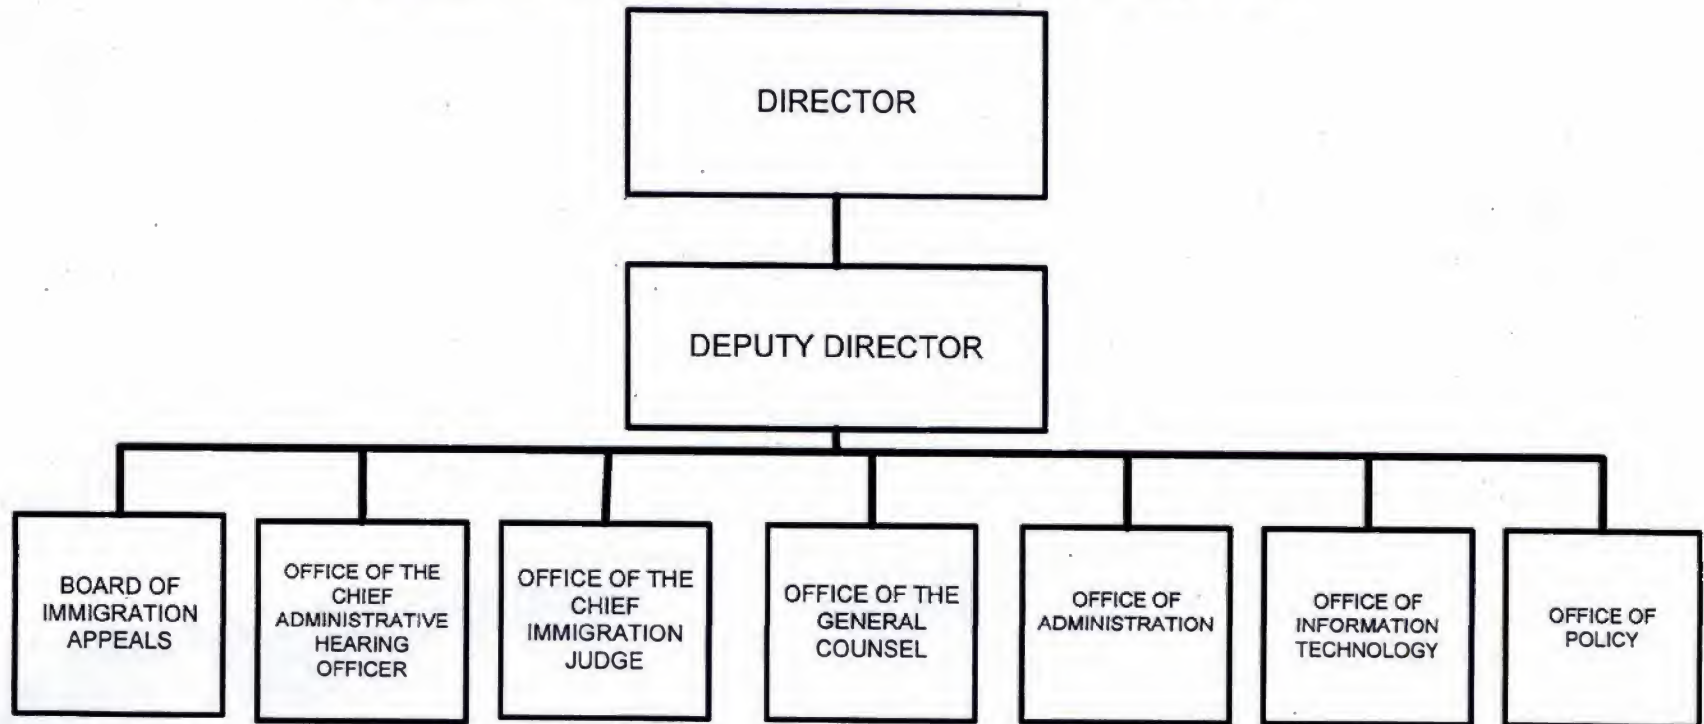 DIRECTOR
DEPUTY DIRECTOR
BOARD OF
IMMIGRATION
APPEALS
OFFICE OF THE
CHIEF
ADMINISTRATIVE
HEARING
OFFICER
OFFICE OF THE
CHIEF
IMMIGRATION
JUDGE
OFFICE OF THE
GENERAL
COUNSEL
OFFICE OF
ADMINISTRATION
OFFICE OF
INFORMATION
TECHNOLOGY
OFFICE OF
POLICY